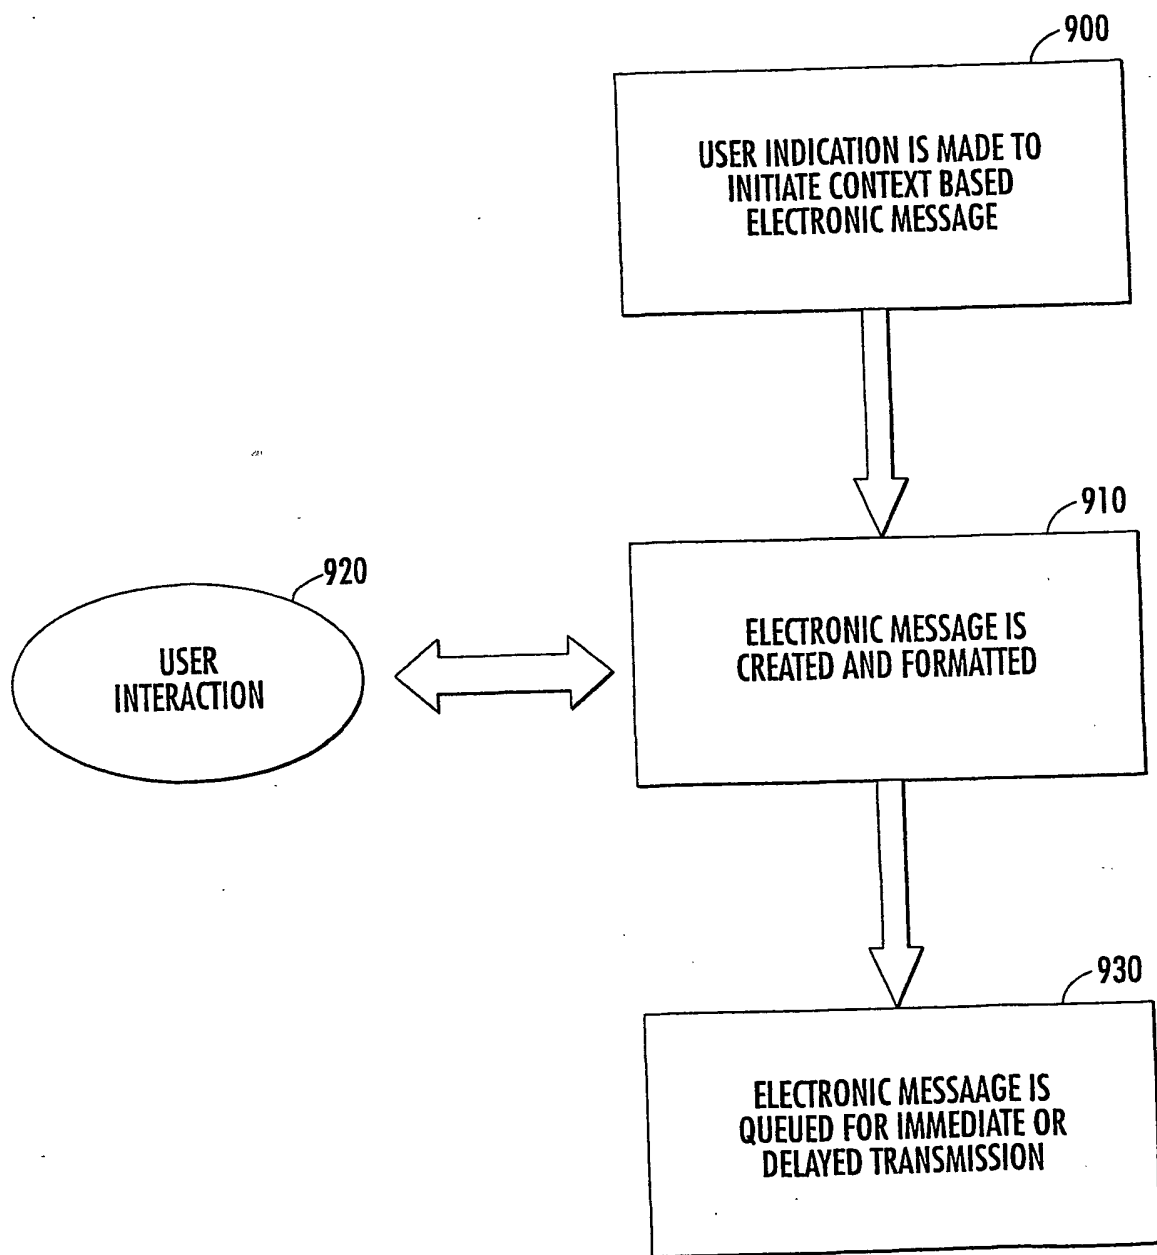 900
USER INDICATION IS MADE TO
INITIATE CONTEXT BASED
ELECTRONIC MESSAGE
910
ELECTRONIC MESSAGE IS
CREATED AND FORMATTED
920
USER
INTERACTION
930
ELECTRONIC MESSAAGE IS
QUEUED FOR IMMEDIATE OR
DELAYED TRANSMISSION